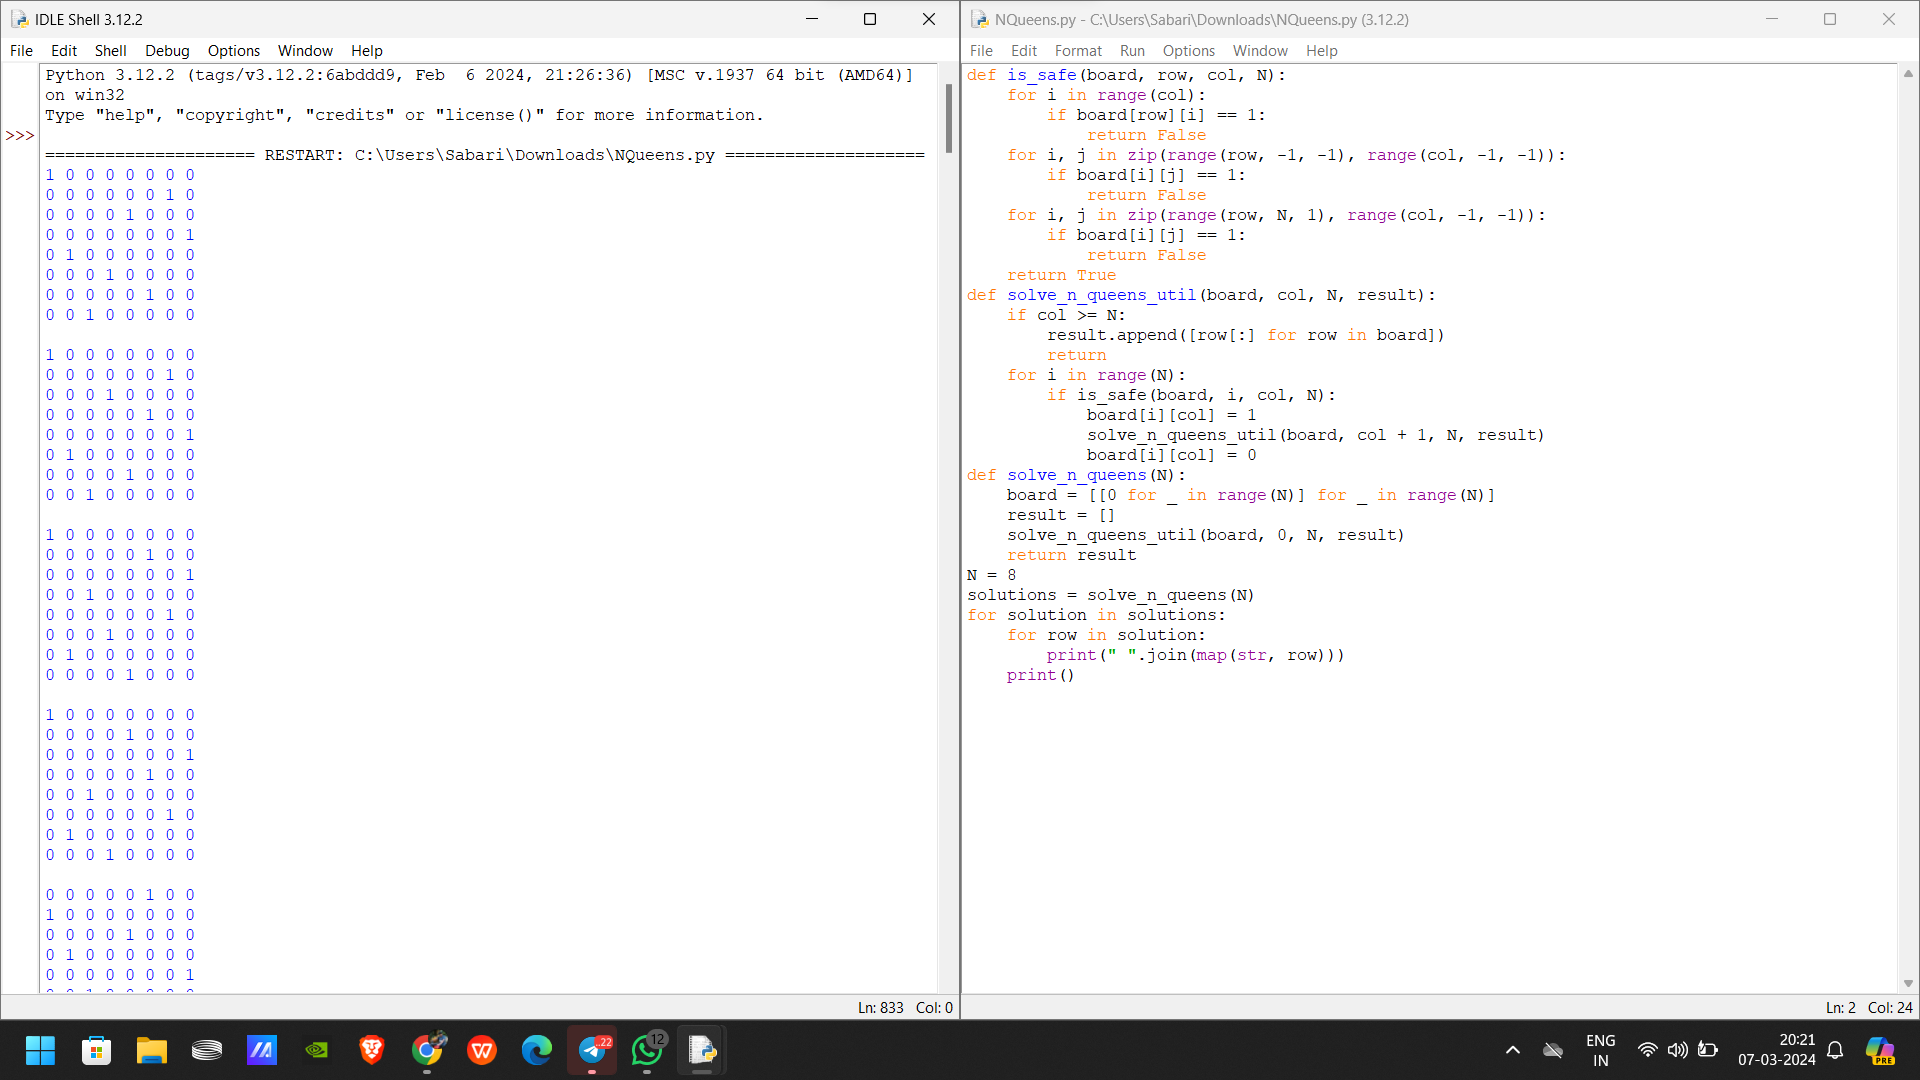 IDLE Shell 3.12.2
File Edit Shell Debug Options Window Help
Python 3.12.2 (tags/v3.12.2:6abddd9, Feb  6 2024, 21:26:36) [MSC v.1937 64 bit (AMD64)]
on win32
Type "help", "copyright", "credits" or "license()" for more information.
>>>
===================== RESTART: C:\Users\Sabari\Downloads\NQueens.py ====================
1 0 0 0 0 0 0 0
0 0 0 0 0 0 1 0
0 0 0 0 1 0 0 0
0 0 0 0 0 0 0 1
0 1 0 0 0 0 0 0
0 0 0 1 0 0 0 0
0 0 0 0 0 1 0 0
0 0 1 0 0 0 0 0

1 0 0 0 0 0 0 0
0 0 0 0 0 0 1 0
0 0 0 1 0 0 0 0
0 0 0 0 0 1 0 0
0 0 0 0 0 0 0 1
0 1 0 0 0 0 0 0
0 0 0 0 1 0 0 0
0 0 1 0 0 0 0 0

1 0 0 0 0 0 0 0
0 0 0 0 0 1 0 0
0 0 0 0 0 0 0 1
0 0 1 0 0 0 0 0
0 0 0 0 0 0 1 0
0 0 0 1 0 0 0 0
0 1 0 0 0 0 0 0
0 0 0 0 1 0 0 0

1 0 0 0 0 0 0 0
0 0 0 0 1 0 0 0
0 0 0 0 0 0 0 1
0 0 0 0 0 1 0 0
0 0 1 0 0 0 0 0
0 0 0 0 0 0 1 0
0 1 0 0 0 0 0 0
0 0 0 1 0 0 0 0

0 0 0 0 0 1 0 0
1 0 0 0 0 0 0 0
0 0 0 0 1 0 0 0
0 1 0 0 0 0 0 0
0 0 0 0 0 0 0 1
0 0 1 0 0 0 0 0
Ln: 833 Col: 0
NQueens.py - C:\Users\Sabari\Downloads\NQueens.py (3.12.2)
File Edit Format Run Options Window Help
def is_safe(board, row, col, N):
    for i in range(col):
        if board[row][i] == 1:
            return False
    for i, j in zip(range(row, -1, -1), range(col, -1, -1)):
        if board[i][j] == 1:
            return False
    for i, j in zip(range(row, N, 1), range(col, -1, -1)):
        if board[i][j] == 1:
            return False
    return True
def solve_n_queens_util(board, col, N, result):
    if col >= N:
        result.append([row[:] for row in board])
        return
    for i in range(N):
        if is_safe(board, i, col, N):
            board[i][col] = 1
            solve_n_queens_util(board, col + 1, N, result)
            board[i][col] = 0
def solve_n_queens(N):
    board = [[0 for _ in range(N)] for _ in range(N)]
    result = []
    solve_n_queens_util(board, 0, N, result)
    return result
N = 8
solutions = solve_n_queens(N)
for solution in solutions:
    for row in solution:
        print(" ".join(map(str, row)))
    print()
Ln: 2 Col: 24
W
..22
12
ENG
IN
20:21
07-03-2024
PRE